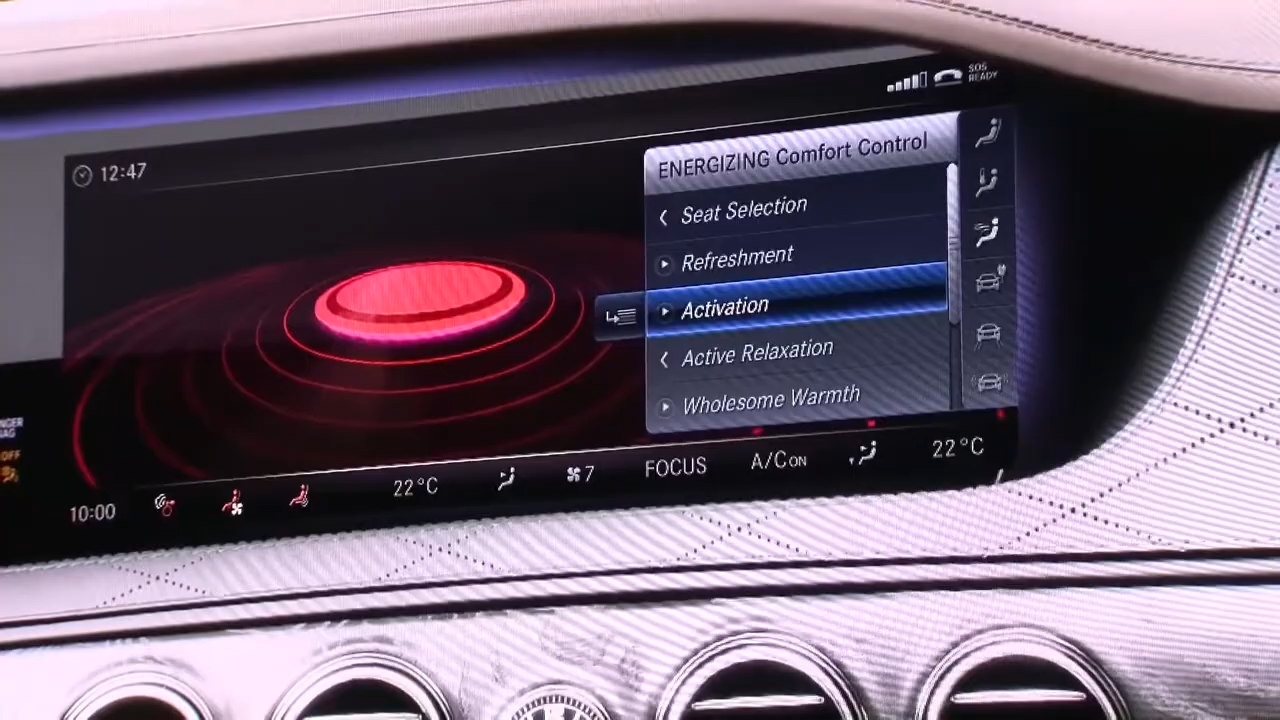 SOS
READY
12:47
ENERGIZING Comfort Control
Seat Selection
Refreshment
Activation
Active Relaxation
Wholesome Warmth
OFF
10:00
22°C
7
FOCUS
A/C ON
22°C